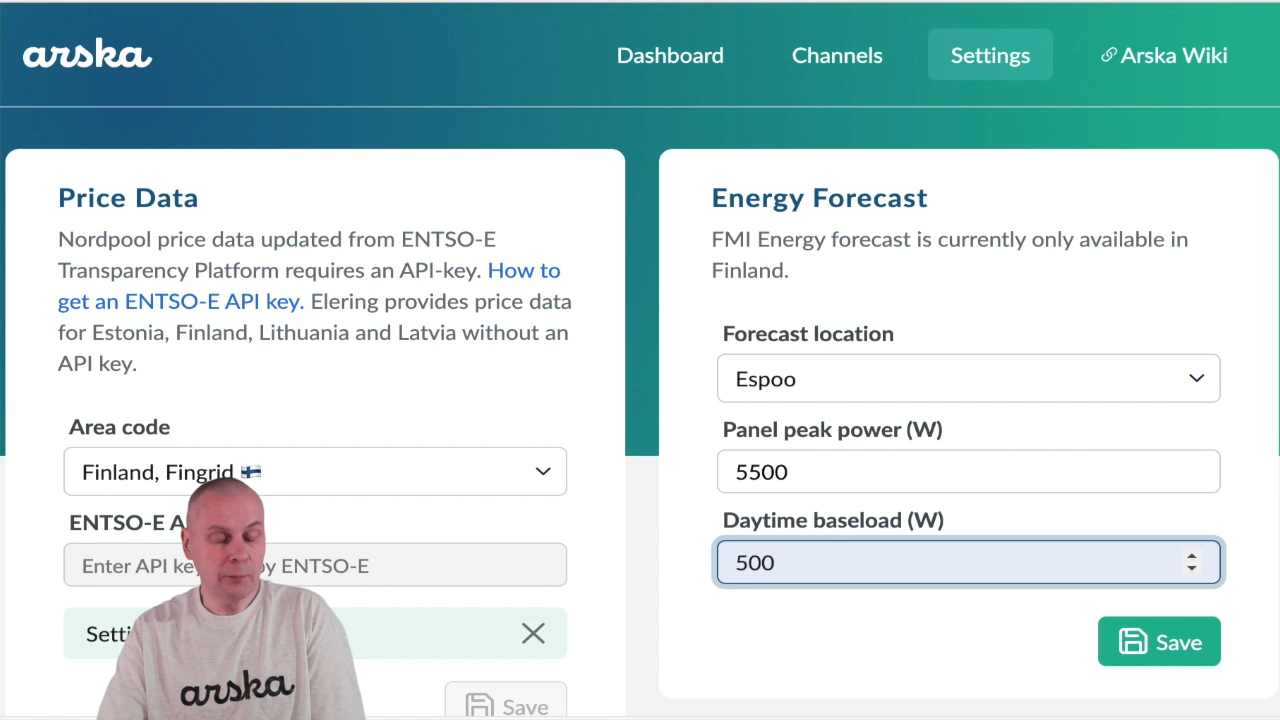 arska
Dashboard
Channels
Settings
Arska Wiki
Price Data
Nordpool price data updated from ENTSO-E
Transparency Platform requires an API-key. How to
get an ENTSO-E API key. Elering provides price data
for Estonia, Finland, Lithuania and Latvia without an
API key.
Area code
Finland, Fingrid
ENTSO-E
Enter API by ENTSO-E
Save
arska
Energy Forecast
FMI Energy forecast is currently only available in
Finland.
Forecast location
Espoo
Panel peak power (W)
5500
Daytime baseload (W)
500
Save